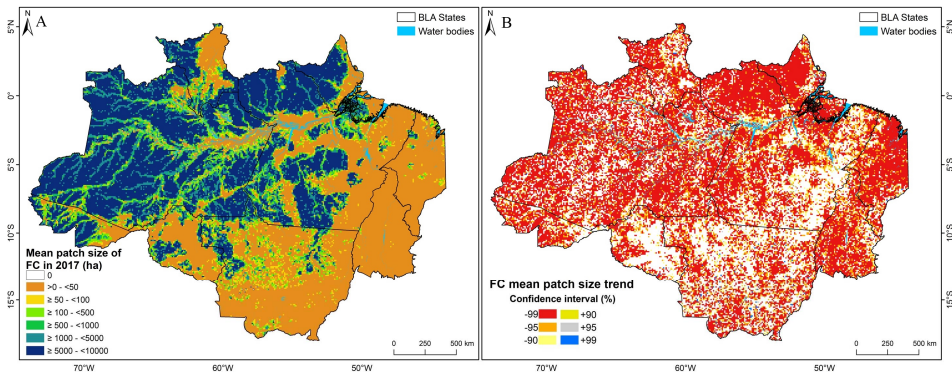 N
A
BLA States
Water bodies
5°N
0°
5°S
10°S
15°S
Mean patch size of
FC in 2017 (ha)
0
>0 - <50
≥ 50 - <100
≥ 100 - <500
≥ 500 - <1000
≥ 1000 - <5000
≥ 5000 - <10000
0 250 500 km
70°W 60°W 50°W
N
B
BLA States
Water bodies
5°N
0°
5°S
10°S
15°S
FC mean patch size trend
Confidence interval (%)
-99 +90
-95 +95
-90 +99
0 250 500 km
70°W 60°W 50°W